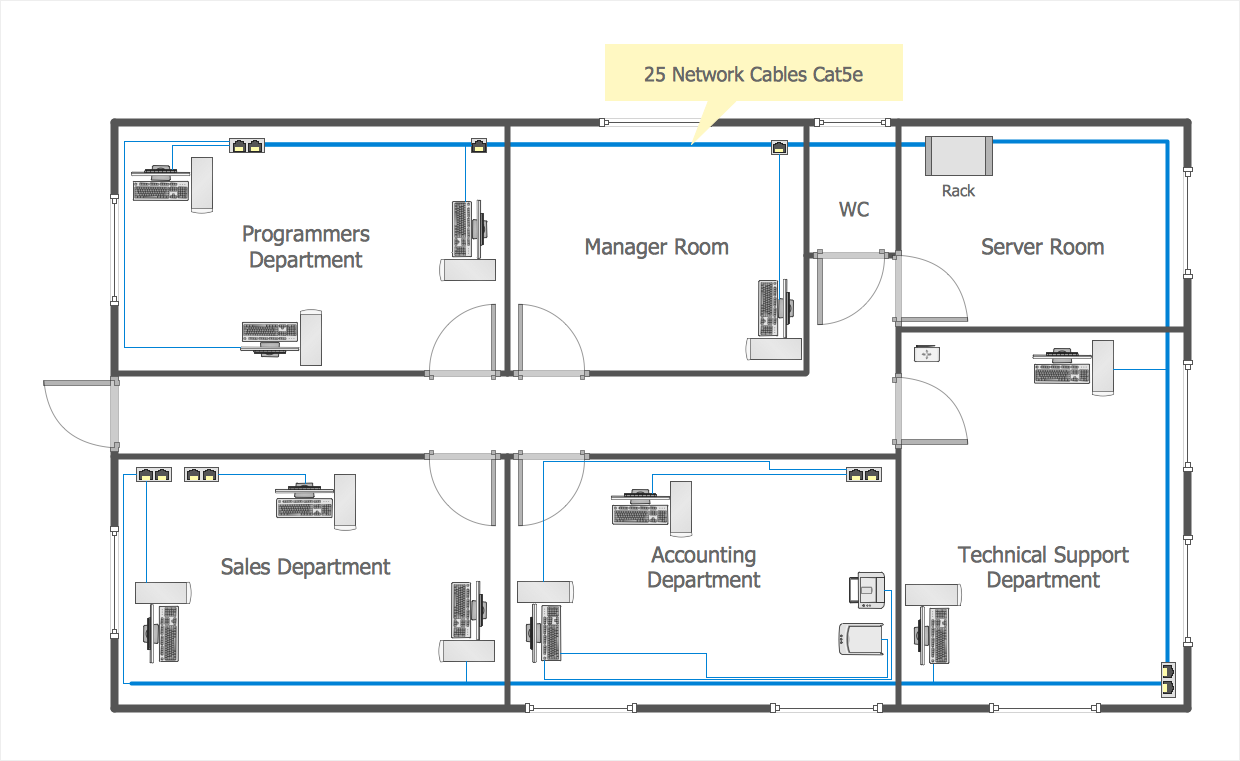 25 Network Cables Cat5e
Rack
WC
Programmers
Department
Manager Room
Server Room
Sales Department
Accounting
Department
Technical Support
Department